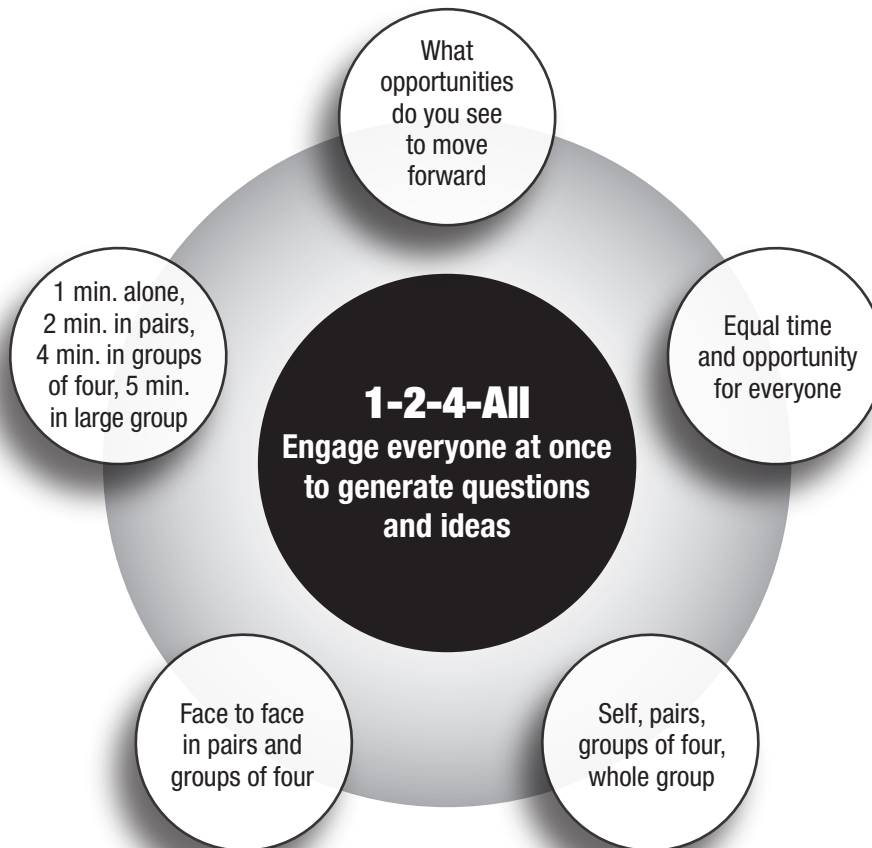 What
opportunities
do you see
to move
forward
1 min. alone,
2 min. in pairs,
4 min. in groups
of four, 5 min.
in large group
Equal time
and opportunity
for everyone
1-2-4-All
Engage everyone at once
to generate questions
and ideas
Face to face
in pairs and
groups of four
Self, pairs,
groups of four,
whole group